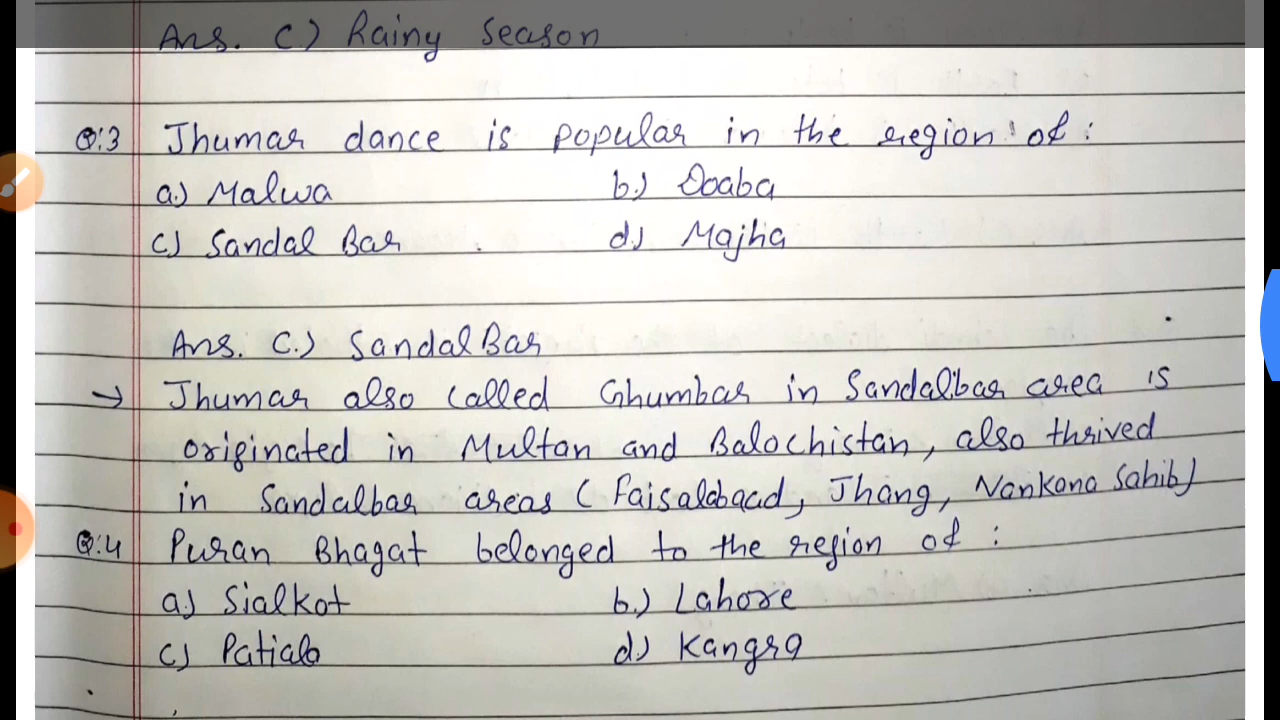 Ans. C) Rainy Season
Q:3 Jhumar dance is popular in the region of :
a.) Malwa b.) Doaba
c) Sandal Bar d.) Majha
Ans. C.) Sandal Bar
→ Jhumar also called Ghumbar in Sandalbar area is
originated in Multan and Balochistan, also thrived
in Sandalbar areas (Faisalabaad, Jhang, Nankana Sahib)
Q:4 Puran Bhagat belonged to the region of :
a.) Sialkot b.) Lahore
c) Patiala d.) Kangra